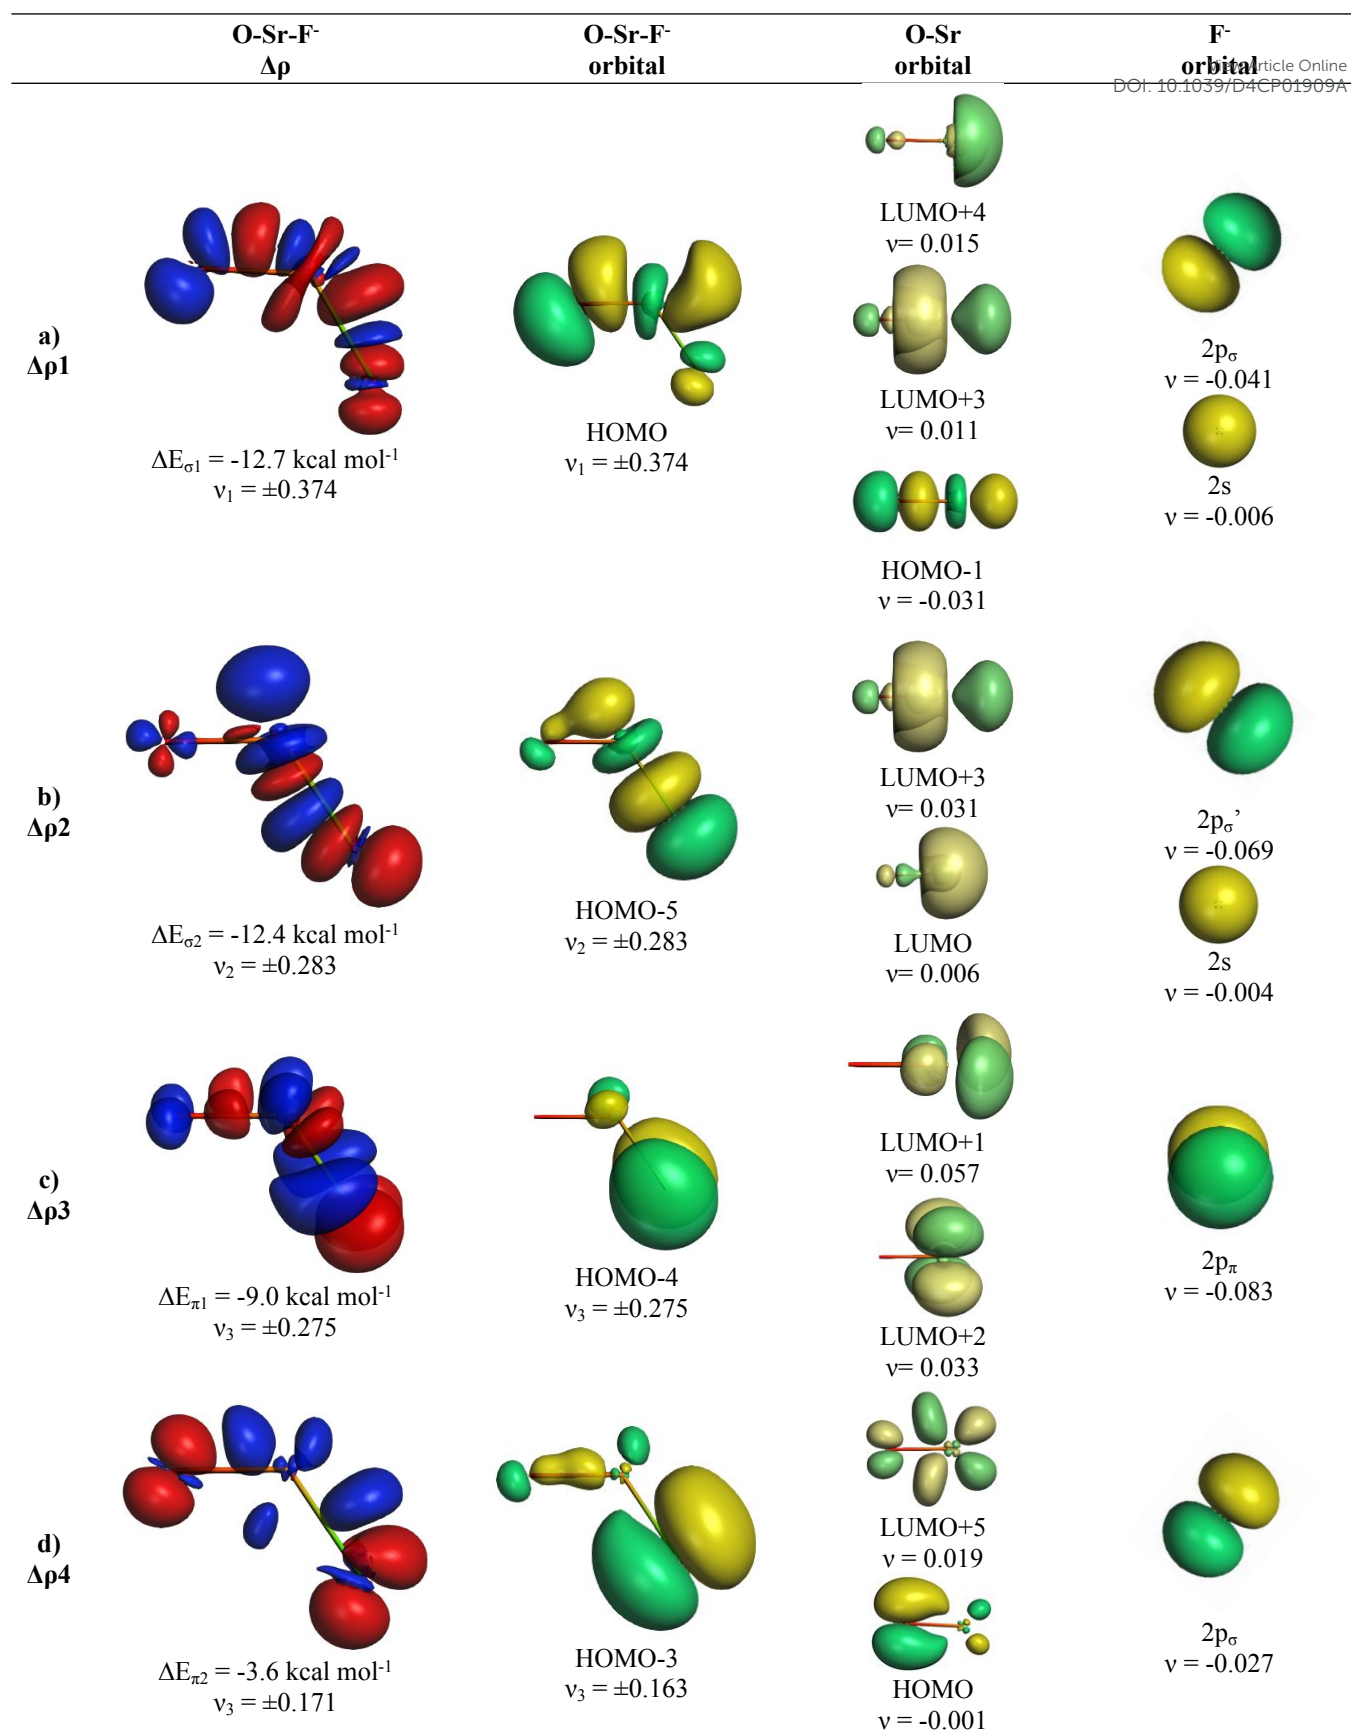 O-Sr-F-
Δρ
O-Sr-F-
orbital
O-Sr
orbital
F-
orbital
Article Online
DOI: 10.1039/D4CP01909A
a)
Δρ1
ΔEσ1 = -12.7 kcal mol-1
ν1 = ±0.374
HOMO
ν1 = ±0.374
LUMO+4
ν= 0.015
LUMO+3
ν= 0.011
HOMO-1
ν = -0.031
2pσ
ν = -0.041
2s
ν = -0.006
b)
Δρ2
ΔEσ2 = -12.4 kcal mol-1
ν2 = ±0.283
HOMO-5
ν2 = ±0.283
LUMO+3
ν= 0.031
LUMO
ν= 0.006
2pσ’
ν = -0.069
2s
ν = -0.004
c)
Δρ3
ΔEπ1 = -9.0 kcal mol-1
ν3 = ±0.275
HOMO-4
ν3 = ±0.275
LUMO+1
ν= 0.057
LUMO+2
ν= 0.033
2pπ
ν = -0.083
d)
Δρ4
ΔEπ2 = -3.6 kcal mol-1
ν3 = ±0.171
HOMO-3
ν3 = ±0.163
LUMO+5
ν = 0.019
HOMO
ν = -0.001
2pσ
ν = -0.027